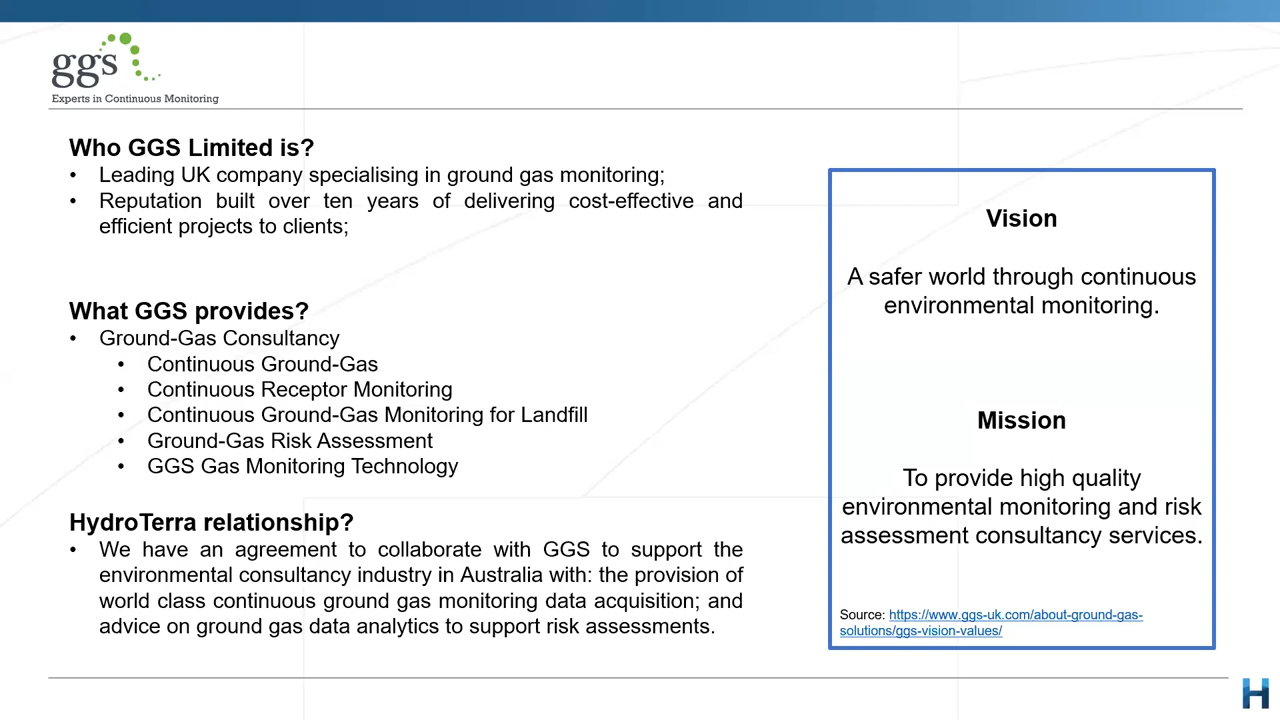 ggs
Experts in Continuous Monitoring
Who GGS Limited is?
• Leading UK company specialising in ground gas monitoring;
• Reputation built over ten years of delivering cost-effective and
efficient projects to clients;
What GGS provides?
• Ground-Gas Consultancy
• Continuous Ground-Gas
• Continuous Receptor Monitoring
• Continuous Ground-Gas Monitoring for Landfill
• Ground-Gas Risk Assessment
• GGS Gas Monitoring Technology
HydroTerra relationship?
• We have an agreement to collaborate with GGS to support the
environmental consultancy industry in Australia with: the provision of
world class continuous ground gas monitoring data acquisition; and
advice on ground gas data analytics to support risk assessments.
Vision
A safer world through continuous
environmental monitoring.
Mission
To provide high quality
environmental monitoring and risk
assessment consultancy services.
Source: https://www.ggs-uk.com/about-ground-gas-
solutions/ggs-vision-values/
H